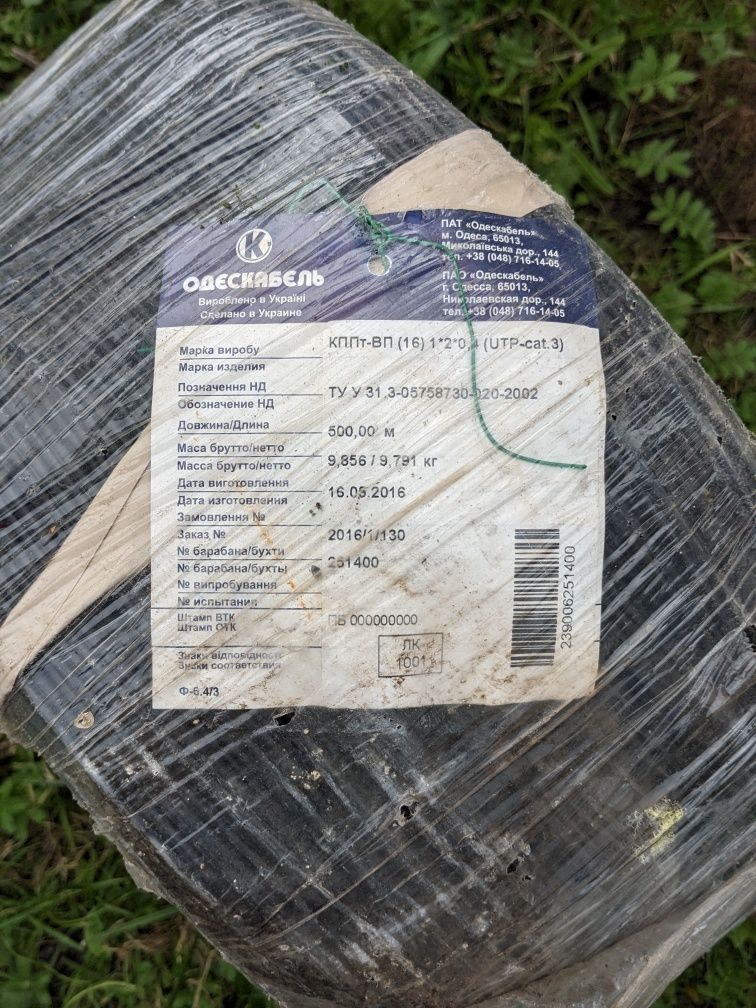 К
ОДЕСКАБЕЛЬ
Вироблено в Україні
Сделано в Украине
ПАТ «Одескабель»
м. Одеса, 65013,
Миколаївська дор., 144
тел. +38 (048) 716-14-05
ПАО «Одескабель»
г. Одесса, 65013,
Николаевская дор., 144
тел. +38 (048) 716-14-05
Марка виробу КППт-ВП (16) 1*2*0,4 (UTP-cat.3)
Марка изделия
Позначення НД ТУ У 31.3-05758730-020-2002
Обозначение НД
Довжина/Длина 500,00 м
Маса брутто/нетто
Масса брутто/нетто 9,856 / 9,791 кг
Дата виготовлення
Дата изготовления 16.05.2016
Замовлення №
Заказ № 2016/1/130
№ барабана/бухти
№ барабана/бухты 251400
№ випробування
№ испытания
Штамп ВТК ПБ 000000000
Штамп ОТК
ЛК
1001
Знаки відповідності
Знаки соответствия
Ф-6.4/3
239006251400